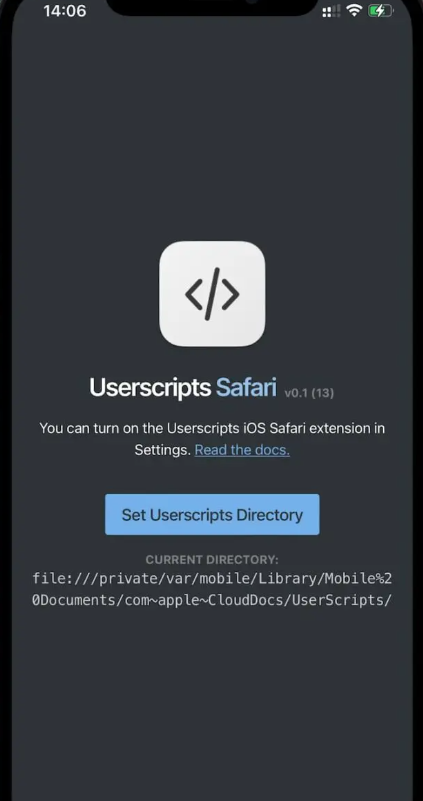 14:06
</>
Userscripts Safari v0.1 (13)
You can turn on the Userscripts iOS Safari extension in
Settings. Read the docs.
Set Userscripts Directory
CURRENT DIRECTORY:
file:///private/var/mobile/Library/Mobile%2
0Documents/com~apple~CloudDocs/UserScripts/